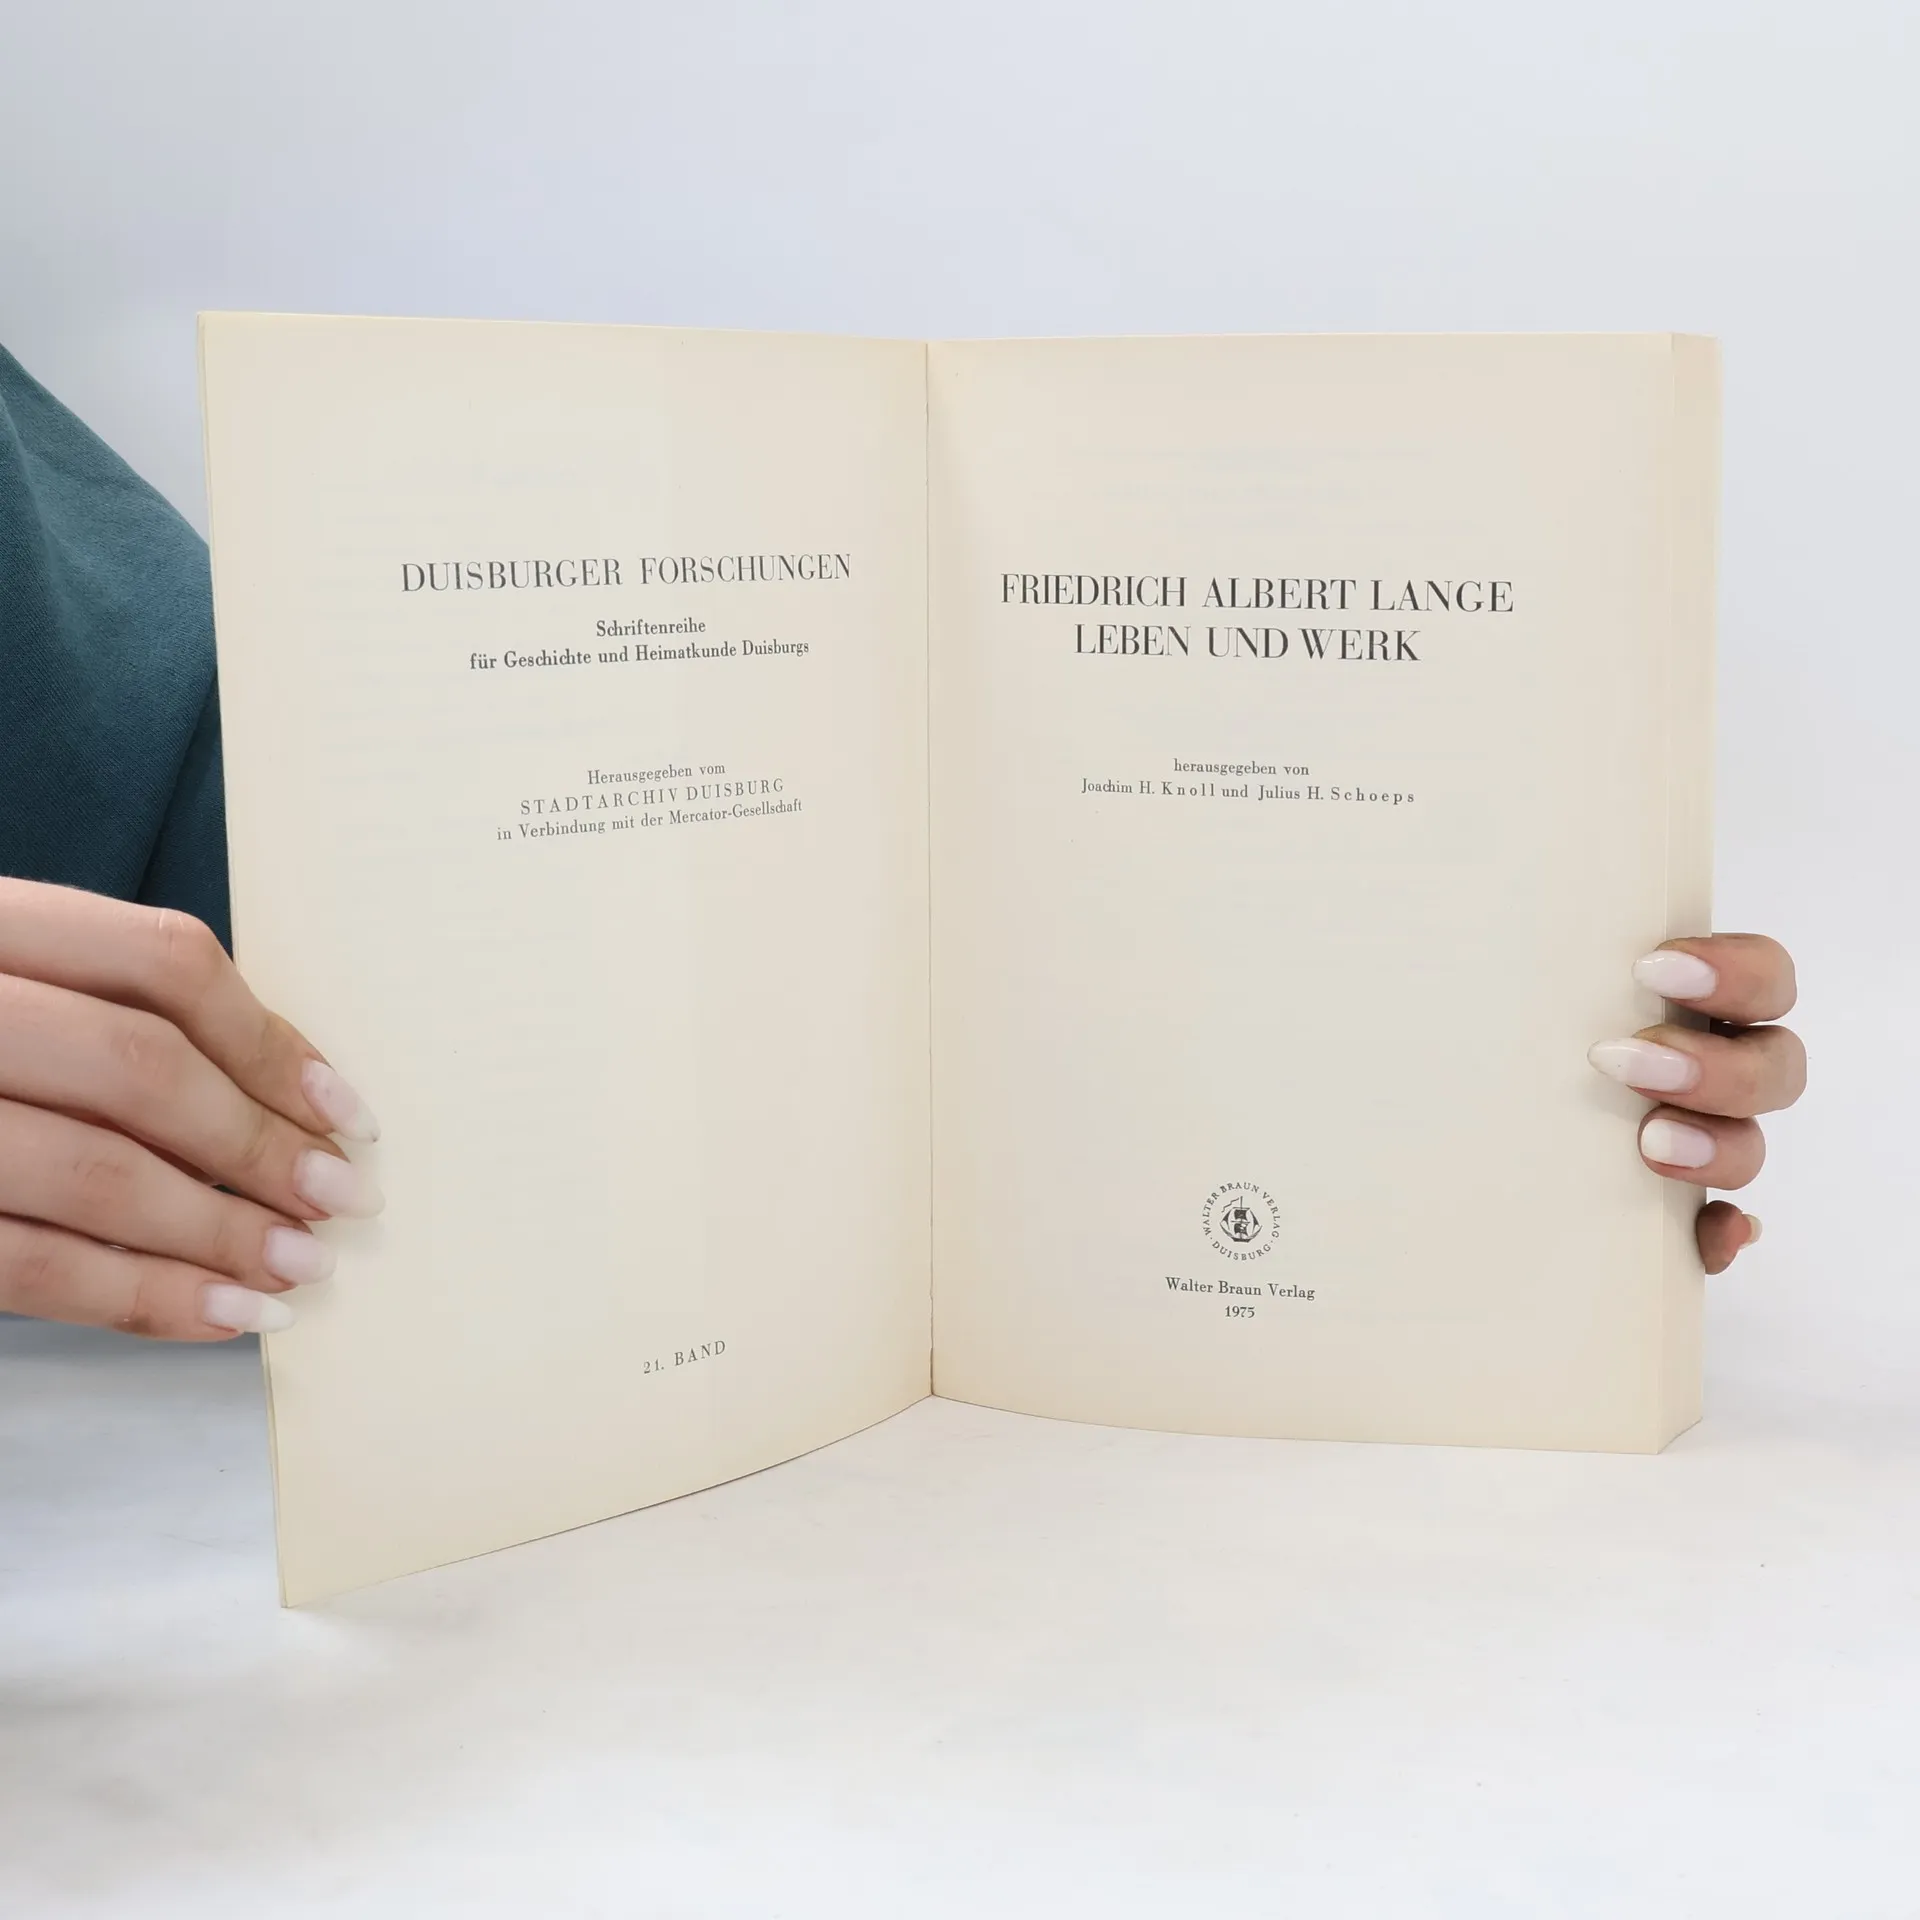 DUISBURGER FORSCHUNGEN
Schriftenreihe
für Geschichte und Heimatkunde Duisburgs
Herausgegeben vom
STADTARCHIV DUISBURG
in Verbindung mit der Mercator-Gesellschaft
21. BAND
FRIEDRICH ALBERT LANGE
LEBEN UND WERK
herausgegeben von
Joachim H. Knoll und Julius H. Schoeps
WALTER BRAUN VERLAG
· DUISBURG ·
Walter Braun Verlag
1975